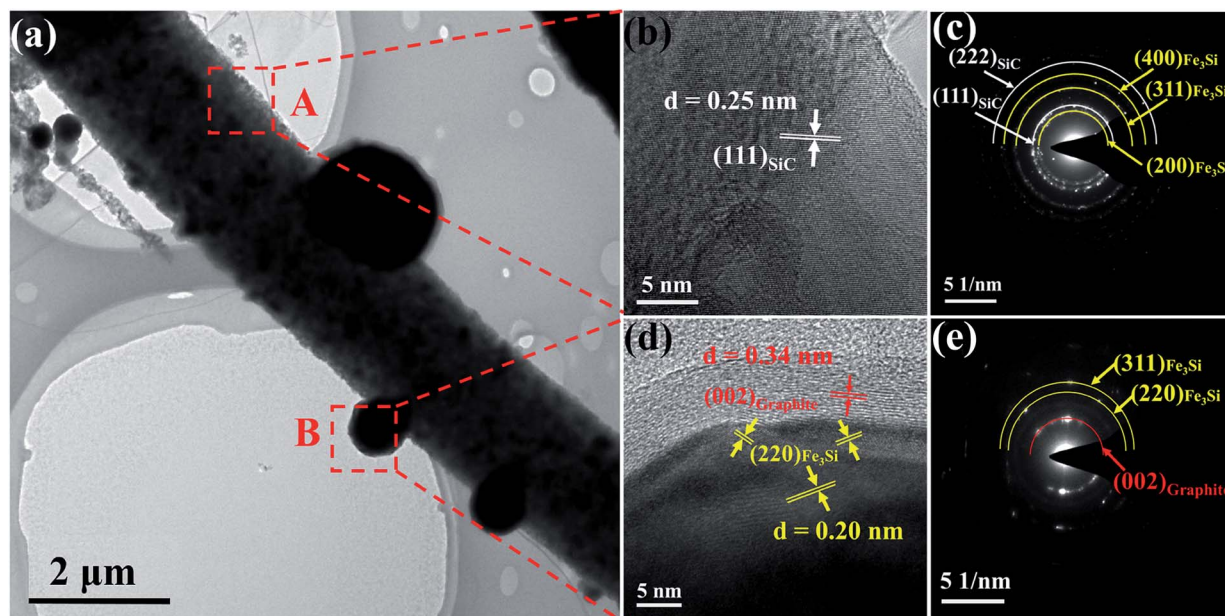 (a)
A
B
2 μm
(b)
d = 0.25 nm
(111)SiC
5 nm
(c)
(222)SiC
(400)Fe3Si
(311)Fe3Si
(111)SiC
(200)Fe3Si
5 1/nm
(d)
d = 0.34 nm
(002)Graphite
(220)Fe3Si
d = 0.20 nm
5 nm
(e)
(311)Fe3Si
(220)Fe3Si
(002)Graphite
5 1/nm